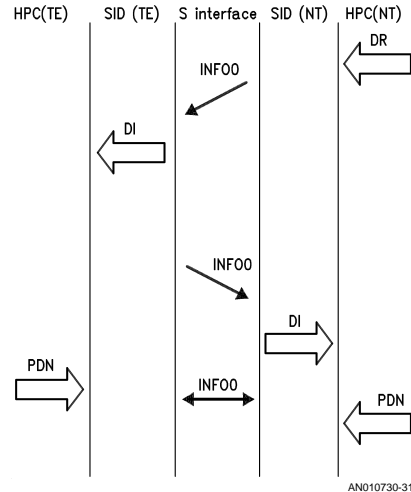 HPC(TE) SID (TE) S interface SID (NT) HPC(NT)
DR
INFO0
DI
INFO0
DI
PDN
INFO0
PDN
AN010730-31